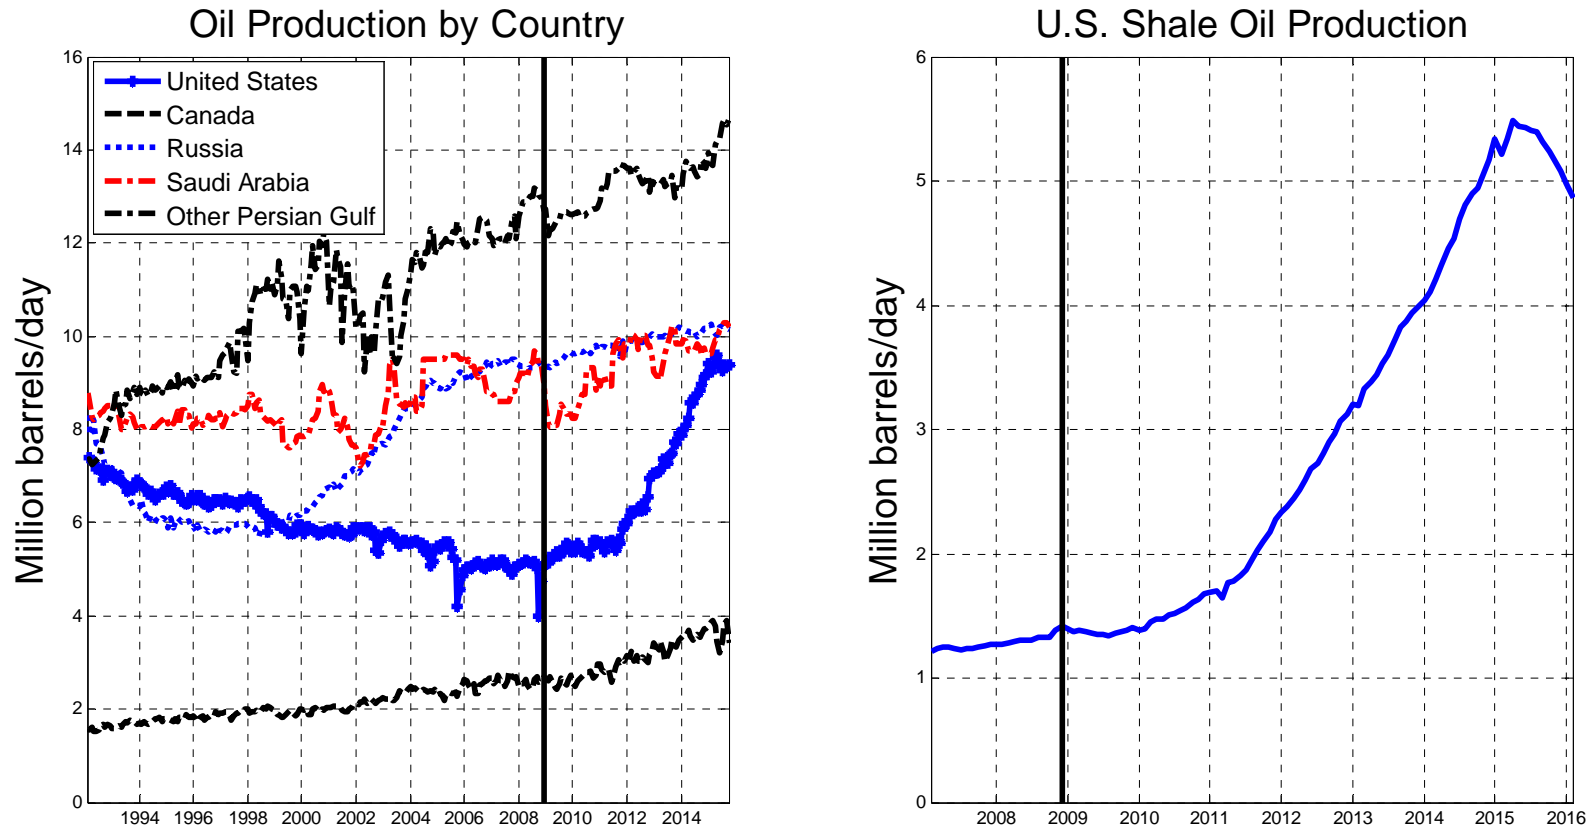 Oil Production by Country
Million barrels/day
16
14
12
10
8
6
4
2
0
United States
Canada
Russia
Saudi Arabia
Other Persian Gulf
1994 1996 1998 2000 2002 2004 2006 2008 2010 2012 2014
U.S. Shale Oil Production
Million barrels/day
6
5
4
3
2
1
0
2008 2009 2010 2011 2012 2013 2014 2015 2016